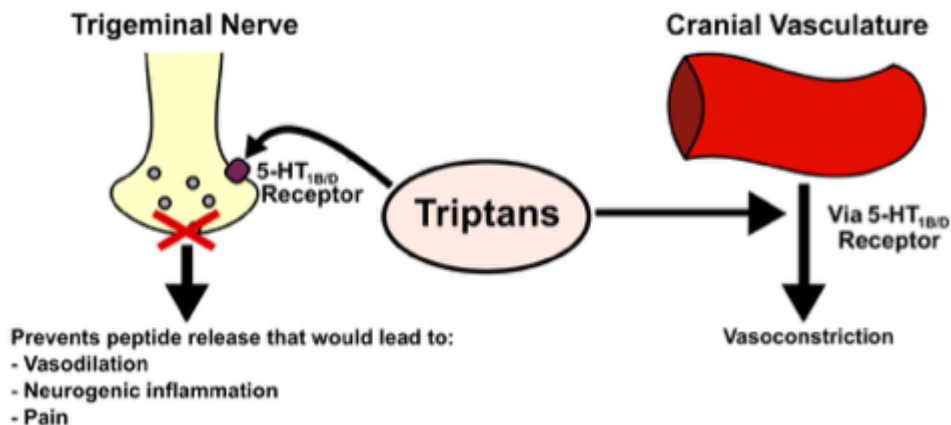 Trigeminal Nerve
Cranial Vasculature
5-HT1B/D
Receptor
Triptans
Via 5-HT1B/D
Receptor
Prevents peptide release that would lead to:
- Vasodilation
- Neurogenic inflammation
- Pain
Vasoconstriction